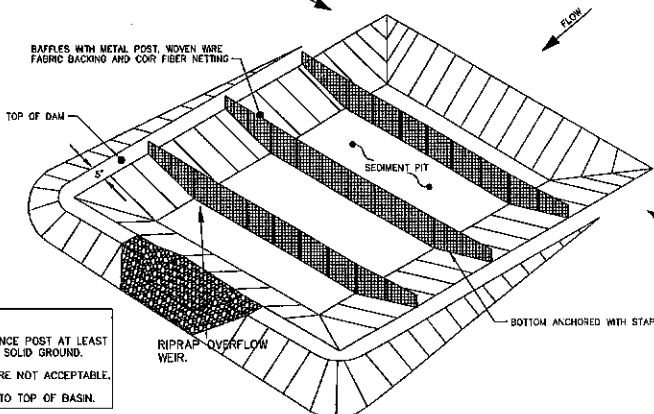 FLOW
BAFFLES WITH METAL POST, WOVEN WIRE
FABRIC BACKING AND COIR FIBER NETTING
TOP OF DAM
5"
SEDIMENT PIT
BOTTOM ANCHORED WITH STAP
NCE POST AT LEAST
SOLID GROUND.
RE NOT ACCEPTABLE.
TO TOP OF BASIN.
RIPRAP OVERFLOW
WEIR.